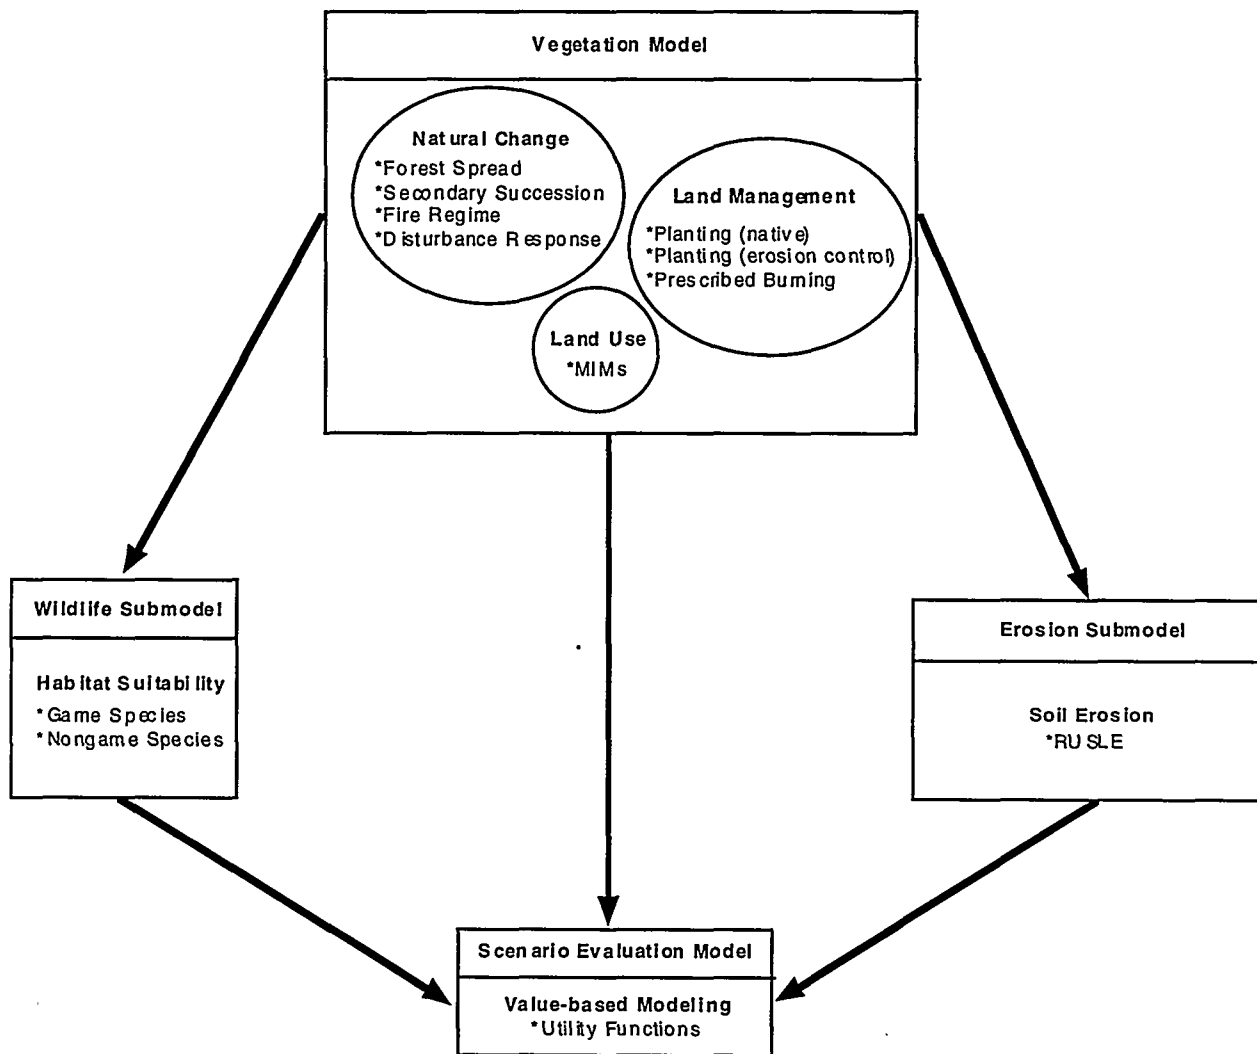 Vegetation Model
Natural Change
*Forest Spread
*Secondary Succession
*Fire Regime
*Disturbance Response
Land Management
*Planting (native)
*Planting (erosion control)
*Prescribed Burning
Land Use
*MIMs
Wildlife Submodel
Habitat Suitability
*Game Species
*Nongame Species
Erosion Submodel
Soil Erosion
*RUSLE
Scenario Evaluation Model
Value-based Modeling
*Utility Functions